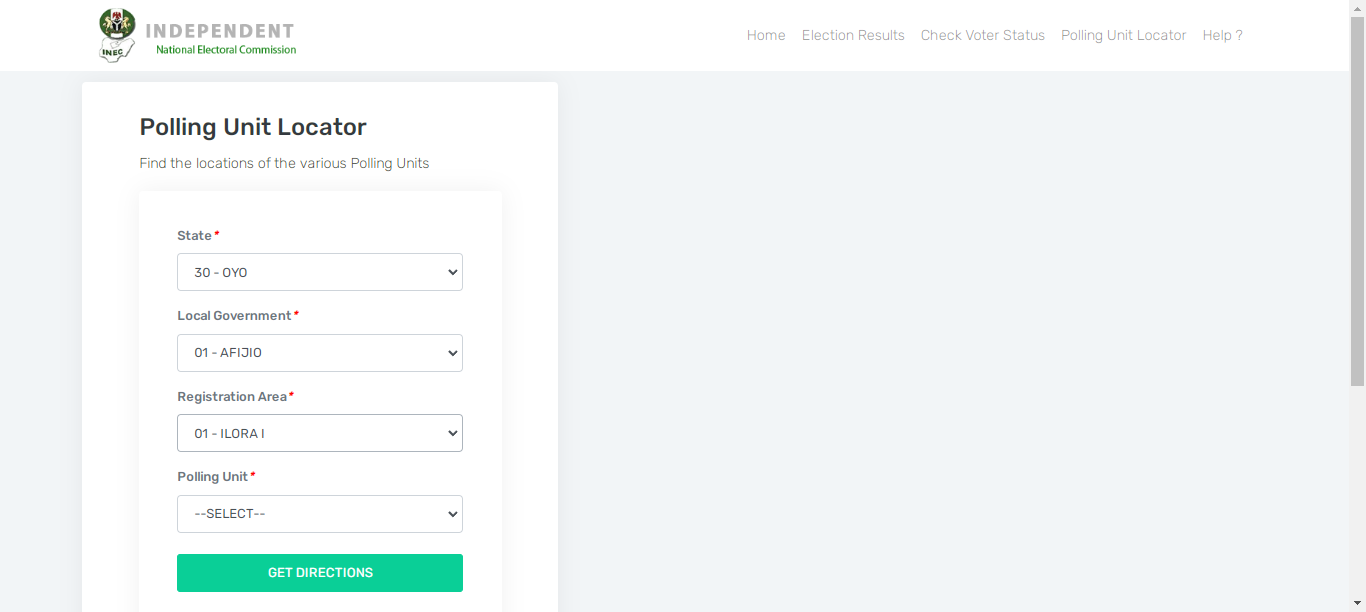 INDEPENDENT
National Electoral Commission
INEC
Home Election Results Check Voter Status Polling Unit Locator Help ?
Polling Unit Locator
Find the locations of the various Polling Units
State*
30 - OYO
Local Government*
01 - AFIJIO
Registration Area*
01 - ILORA I
Polling Unit*
--SELECT--
GET DIRECTIONS